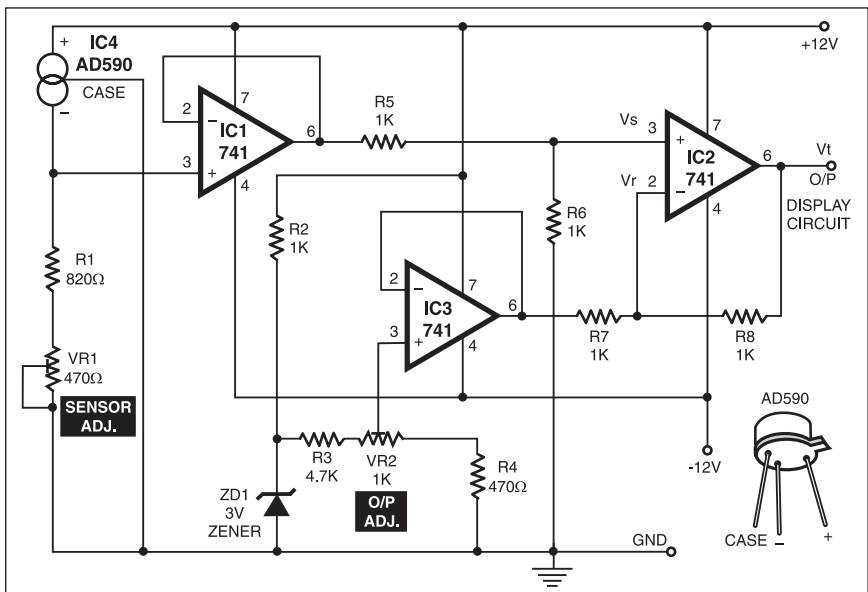 +
IC4
AD590
CASE
−
+12V
7
2
−
IC1
741
6
3
+
4
R5
1K
Vs
3
+
7
IC2
741
6
Vt
O/P
DISPLAY
CIRCUIT
Vr
2
−
4
R2
1K
R6
1K
R1
820Ω
2
−
7
IC3
741
6
3
+
4
R7
1K
R8
1K
VR1
470Ω
SENSOR
ADJ.
AD590
R3
4.7K
VR2
1K
R4
470Ω
O/P
ADJ.
-12V
ZD1
3V
ZENER
GND
CASE
−
+